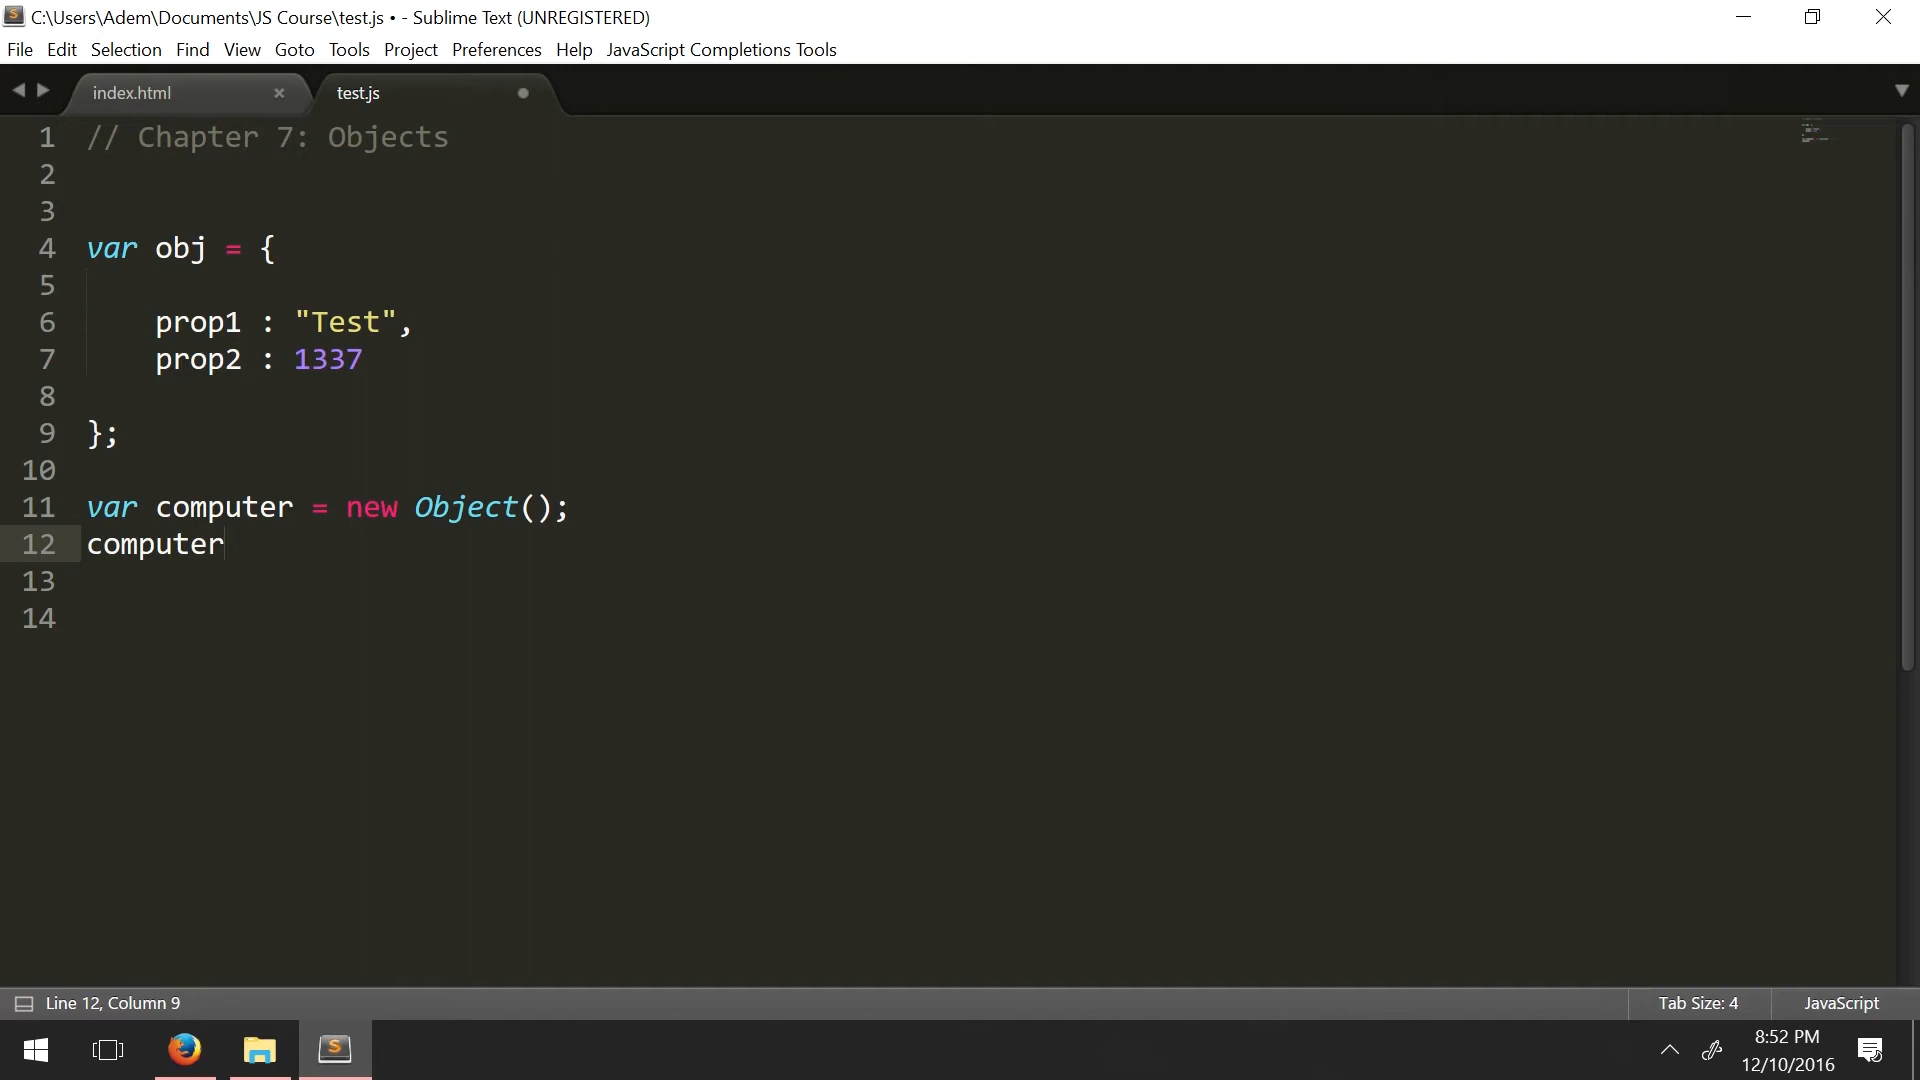 C:\Users\Adem\Documents\JS Course\test.js • - Sublime Text (UNREGISTERED)
File Edit Selection Find View Goto Tools Project Preferences Help JavaScript Completions Tools
index.html × test.js
1 // Chapter 7: Objects
2
3
4 var obj = {
5
6 prop1 : "Test",
7 prop2 : 1337
8
9 };
10
11 var computer = new Object();
12 computer
13
14
Line 12, Column 9 Tab Size: 4 JavaScript
8:52 PM
12/10/2016